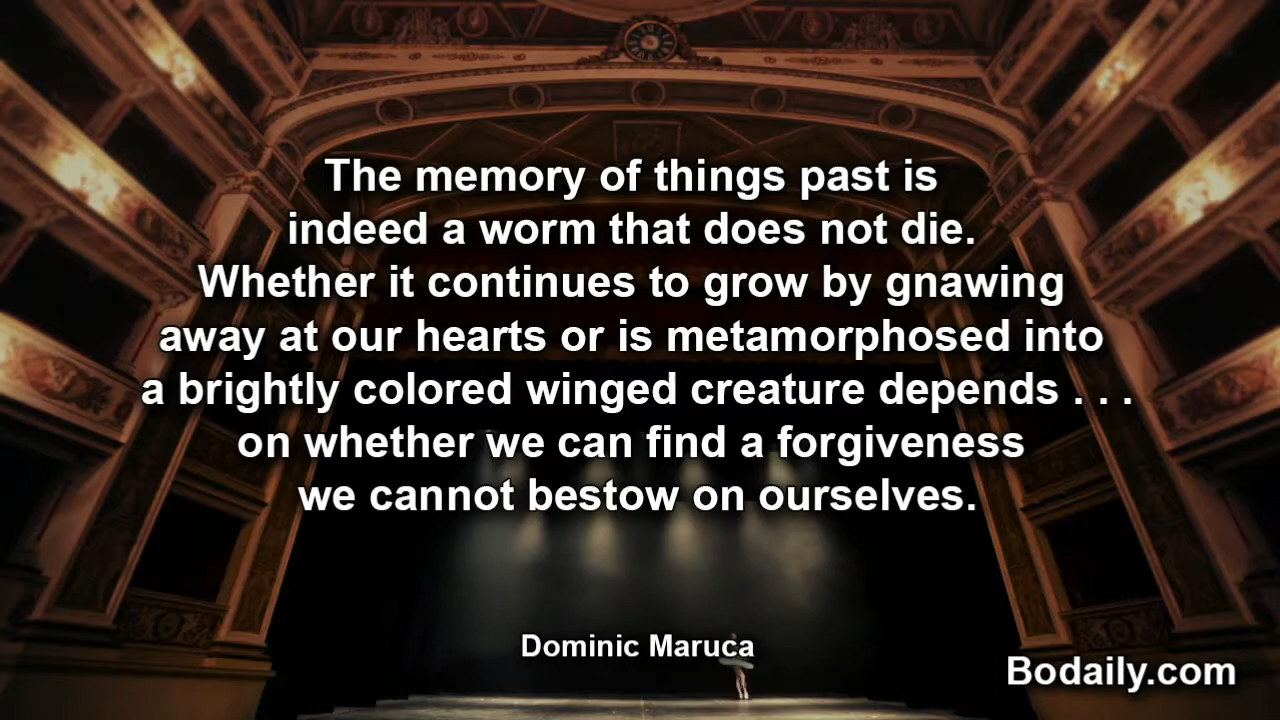 The memory of things past is
indeed a worm that does not die.
Whether it continues to grow by gnawing
away at our hearts or is metamorphosed into
a brightly colored winged creature depends . . .
on whether we can find a forgiveness
we cannot bestow on ourselves.
Dominic Maruca
Bodaily.com